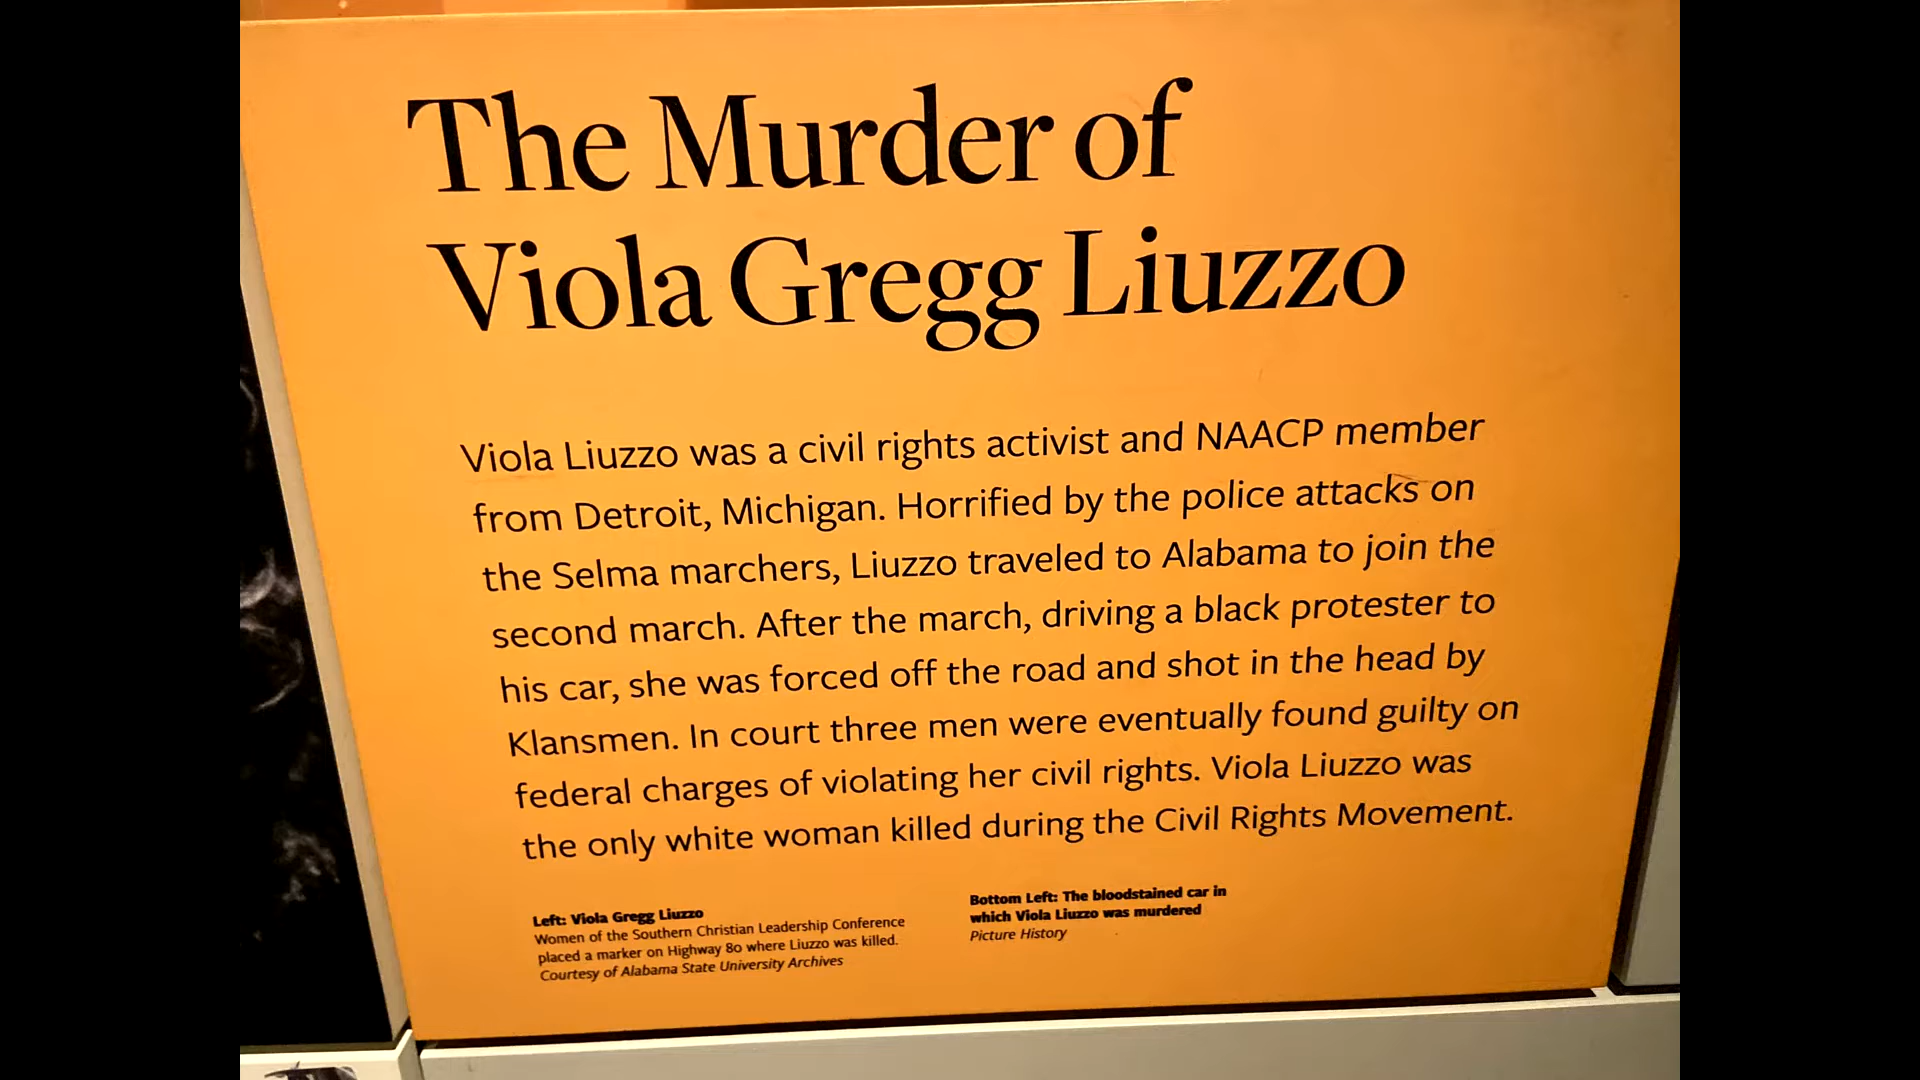 The Murder of
Viola Gregg Liuzzo
Viola Liuzzo was a civil rights activist and NAACP member
from Detroit, Michigan. Horrified by the police attacks on
the Selma marchers, Liuzzo traveled to Alabama to join the
second march. After the march, driving a black protester to
his car, she was forced off the road and shot in the head by
Klansmen. In court three men were eventually found guilty on
federal charges of violating her civil rights. Viola Liuzzo was
the only white woman killed during the Civil Rights Movement.
Left: Viola Gregg Liuzzo
Women of the Southern Christian Leadership Conference
placed a marker on Highway 80 where Liuzzo was killed.
Courtesy of Alabama State University Archives
Bottom Left: The bloodstained car in
which Viola Liuzzo was murdered
Picture History